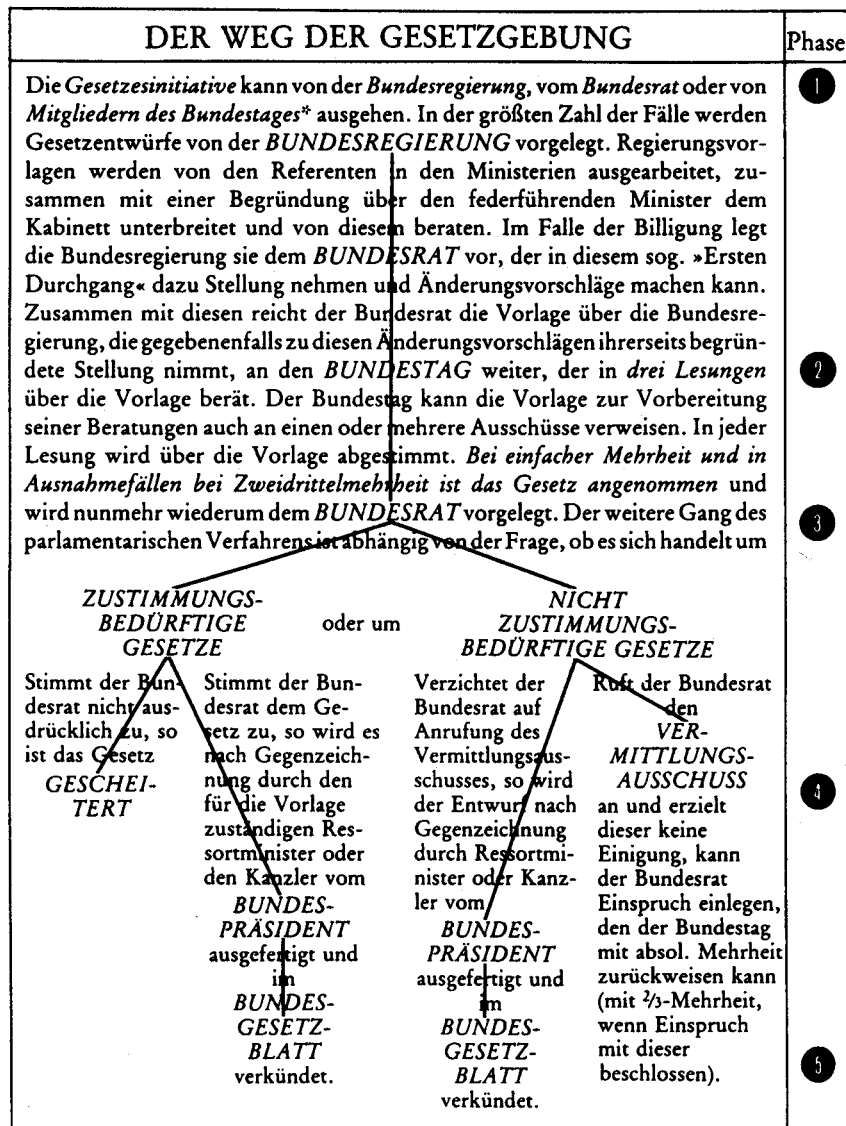 DER WEG DER GESETZGEBUNG
Phase
Die Gesetzesinitiative kann von der Bundesregierung, vom Bundesrat oder von
1
Mitgliedern des Bundestages* ausgehen. In der größten Zahl der Fälle werden
Gesetzentwürfe von der BUNDESREGIERUNG vorgelegt. Regierungsvor-
lagen werden von den Referenten in den Ministerien ausgearbeitet, zu-
sammen mit einer Begründung über den federführenden Minister dem
Kabinett unterbreitet und von diesem beraten. Im Falle der Billigung legt
die Bundesregierung sie dem BUNDESRAT vor, der in diesem sog. »Ersten
Durchgang« dazu Stellung nehmen und Änderungsvorschläge machen kann.
Zusammen mit diesen reicht der Bundesrat die Vorlage über die Bundesre-
gierung, die gegebenenfalls zu diesen Änderungsvorschlägen ihrerseits begrün-
dete Stellung nimmt, an den BUNDESTAG weiter, der in drei Lesungen
2
über die Vorlage berät. Der Bundestag kann die Vorlage zur Vorbereitung
seiner Beratungen auch an einen oder mehrere Ausschüsse verweisen. In jeder
Lesung wird über die Vorlage abgestimmt. Bei einfacher Mehrheit und in
Ausnahmefällen bei Zweidrittelmehrheit ist das Gesetz angenommen und
wird nunmehr wiederum dem BUNDESRAT vorgelegt. Der weitere Gang des
3
parlamentarischen Verfahrens ist abhängig von der Frage, ob es sich handelt um
ZUSTIMMUNGS-
BEDÜRFTIGE
GESETZE
oder um
NICHT
ZUSTIMMUNGS-
BEDÜRFTIGE GESETZE
Stimmt der Bun-
desrat nicht aus-
drücklich zu, so
ist das Gesetz
GESCHEI-
TERT
Stimmt der Bun-
desrat dem Ge-
setz zu, so wird es
nach Gegenzeich-
nung durch den
für die Vorlage
zuständigen Res-
sortminister oder
den Kanzler vom
BUNDES-
PRÄSIDENT
ausgefertigt und
im
BUNDES-
GESETZ-
BLATT
verkündet.
Verzichtet der
Bundesrat auf
Anrufung des
Vermittlungsaus-
schusses, so wird
der Entwurf nach
Gegenzeichnung
durch Ressortmi-
nister oder Kanz-
ler vom
BUNDES-
PRÄSIDENT
ausgefertigt und
im
BUNDES-
GESETZ-
BLATT
verkündet.
Ruft der Bundesrat
den
VER-
MITTLUNGS-
AUSSCHUSS
an und erzielt
dieser keine
Einigung, kann
der Bundesrat
Einspruch einlegen,
den der Bundestag
mit absol. Mehrheit
zurückweisen kann
(mit 2/3-Mehrheit,
wenn Einspruch
mit dieser
beschlossen).
4
5